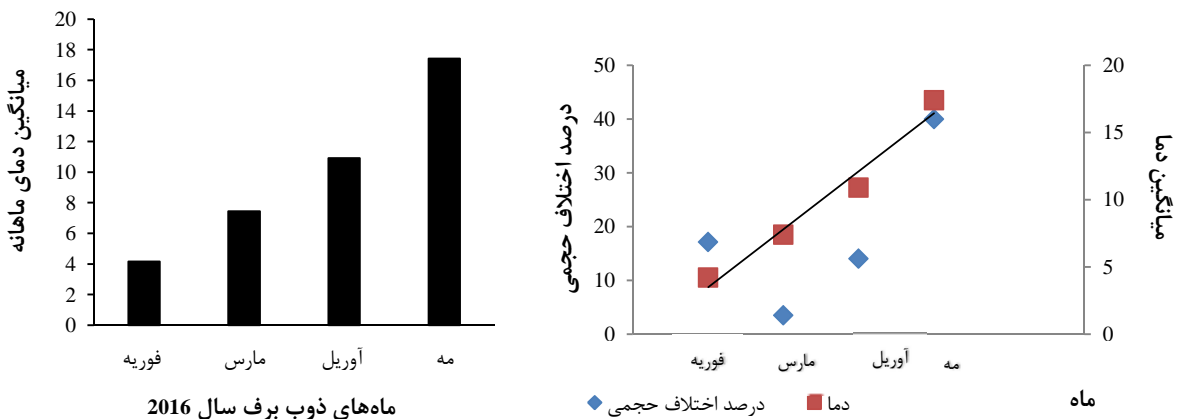 میانگین دمای ماهانه
20
18
16
14
12
10
8
6
4
2
0
فوریه مارس آوریل مه
ماه‌های ذوب برف سال 2016
درصد اختلاف حجمی
50
40
30
20
10
0
میانگین دما
20
15
10
5
0
فوریه مارس آوریل مه
ماه
درصد اختلاف حجمی دما